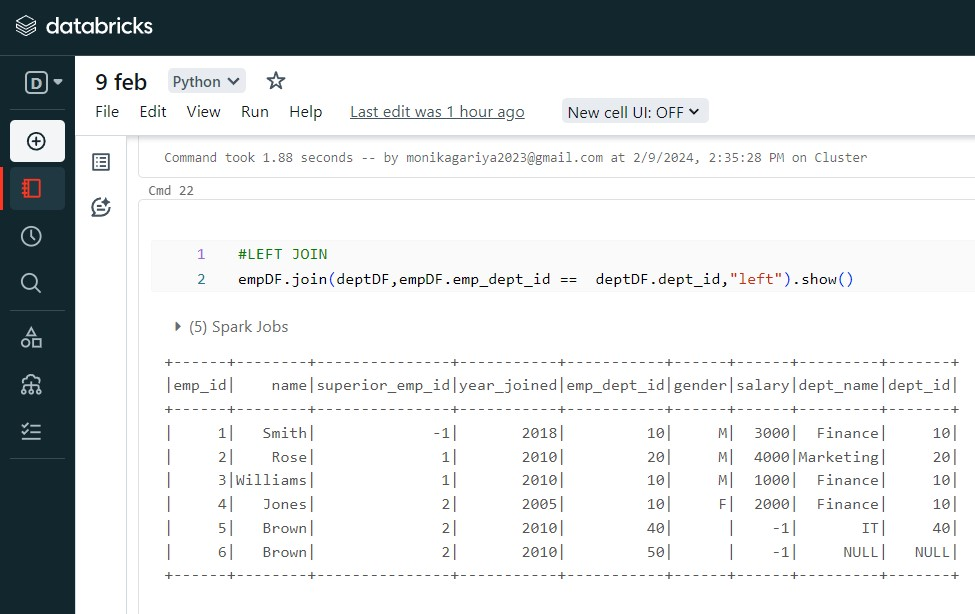 databricks
D
9 feb Python
File Edit View Run Help Last edit was 1 hour ago New cell UI: OFF
Command took 1.88 seconds -- by monikagariya2023@gmail.com at 2/9/2024, 2:35:28 PM on Cluster
Cmd 22
1 #LEFT JOIN
2 empDF.join(deptDF,empDF.emp_dept_id ==  deptDF.dept_id,"left").show()
(5) Spark Jobs
+------+--------+---------------+-----------+-----------+------+------+---------+-------+
|emp_id|    name|superior_emp_id|year_joined|emp_dept_id|gender|salary|dept_name|dept_id|
+------+--------+---------------+-----------+-----------+------+------+---------+-------+
|     1|   Smith|             -1|       2018|         10|     M|  3000|  Finance|     10|
|     2|    Rose|              1|       2010|         20|     M|  4000|Marketing|     20|
|     3|Williams|              1|       2010|         10|     M|  1000|  Finance|     10|
|     4|   Jones|              2|       2005|         10|     F|  2000|  Finance|     10|
|     5|   Brown|              2|       2010|         40|      |    -1|       IT|     40|
|     6|   Brown|              2|       2010|         50|      |    -1|     NULL|   NULL|
+------+--------+---------------+-----------+-----------+------+------+---------+-------+